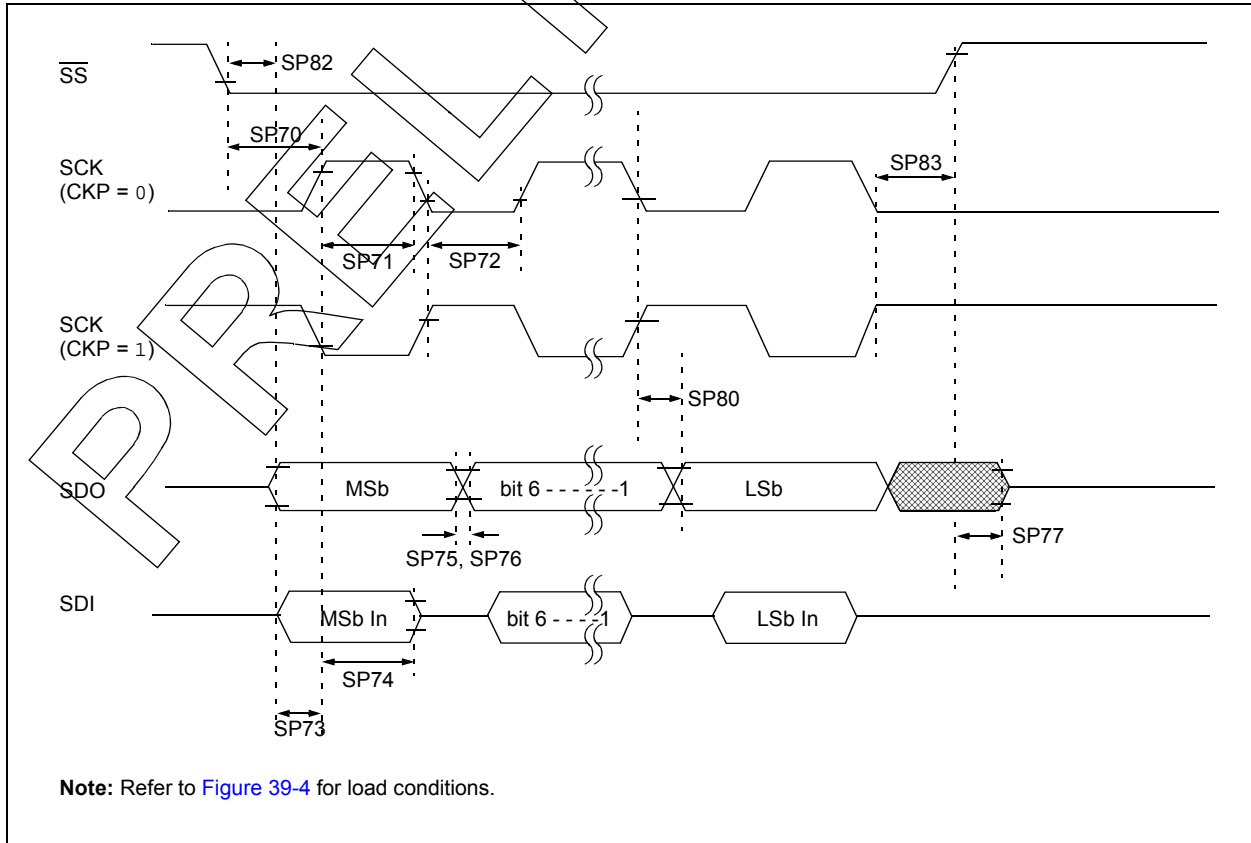 PREL
SS
SP82
SP70
SCK
(CKP = 0)
SP83
SP71
SP72
SCK
(CKP = 1)
SP80
SDO
MSb
bit 6 - - - - - -1
LSb
SP77
SP75, SP76
SDI
MSb In
bit 6 - - - -1
LSb In
SP74
SP73
Note: Refer to Figure 39-4 for load conditions.